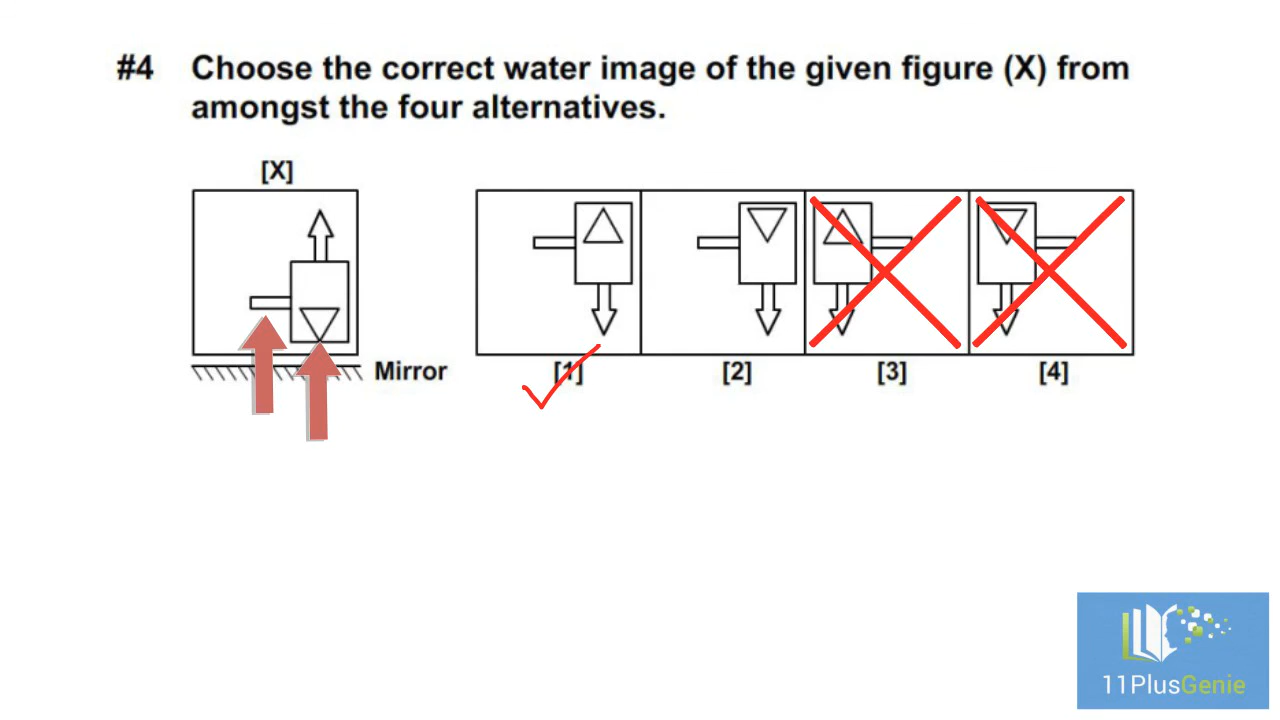 #4 Choose the correct water image of the given figure (X) from
amongst the four alternatives.
[X]
Mirror
[1] [2] [3] [4]
11PlusGenie